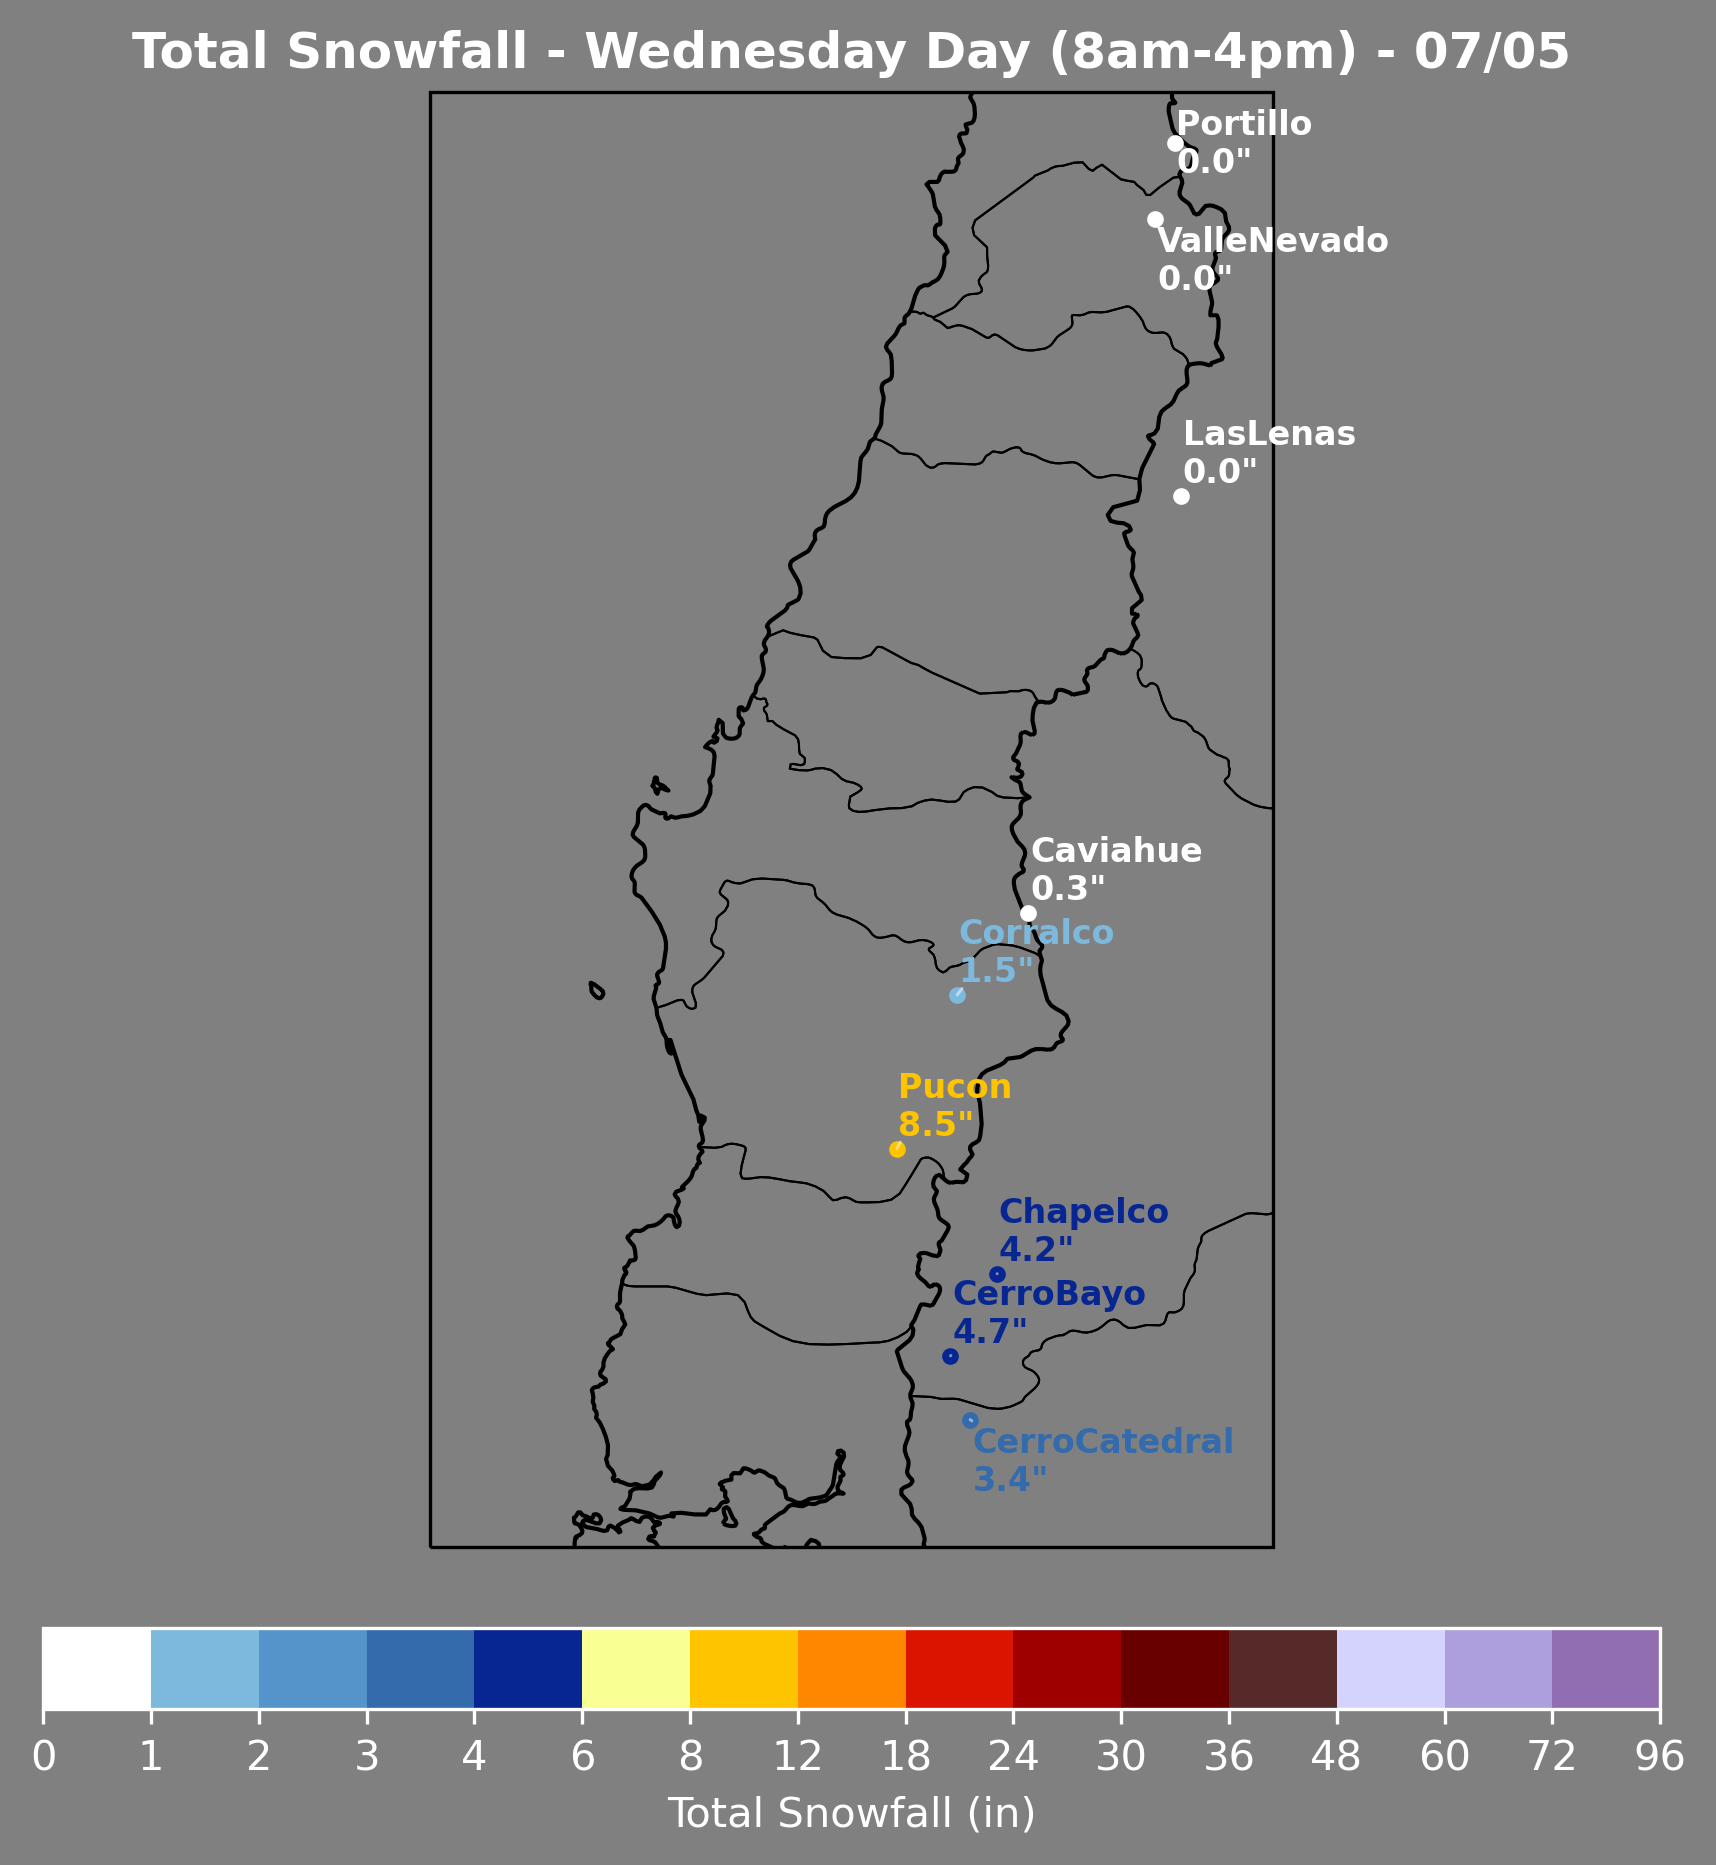 Total Snowfall - Wednesday Day (8am-4pm) - 07/05
Portillo
0.0"
ValleNevado
0.0"
LasLenas
0.0"
Caviahue
0.3"
Corralco
1.5"
Pucon
8.5"
Chapelco
4.2"
CerroBayo
4.7"
CerroCatedral
3.4"
0 1 2 3 4 6 8 12 18 24 30 36 48 60 72 96
Total Snowfall (in)